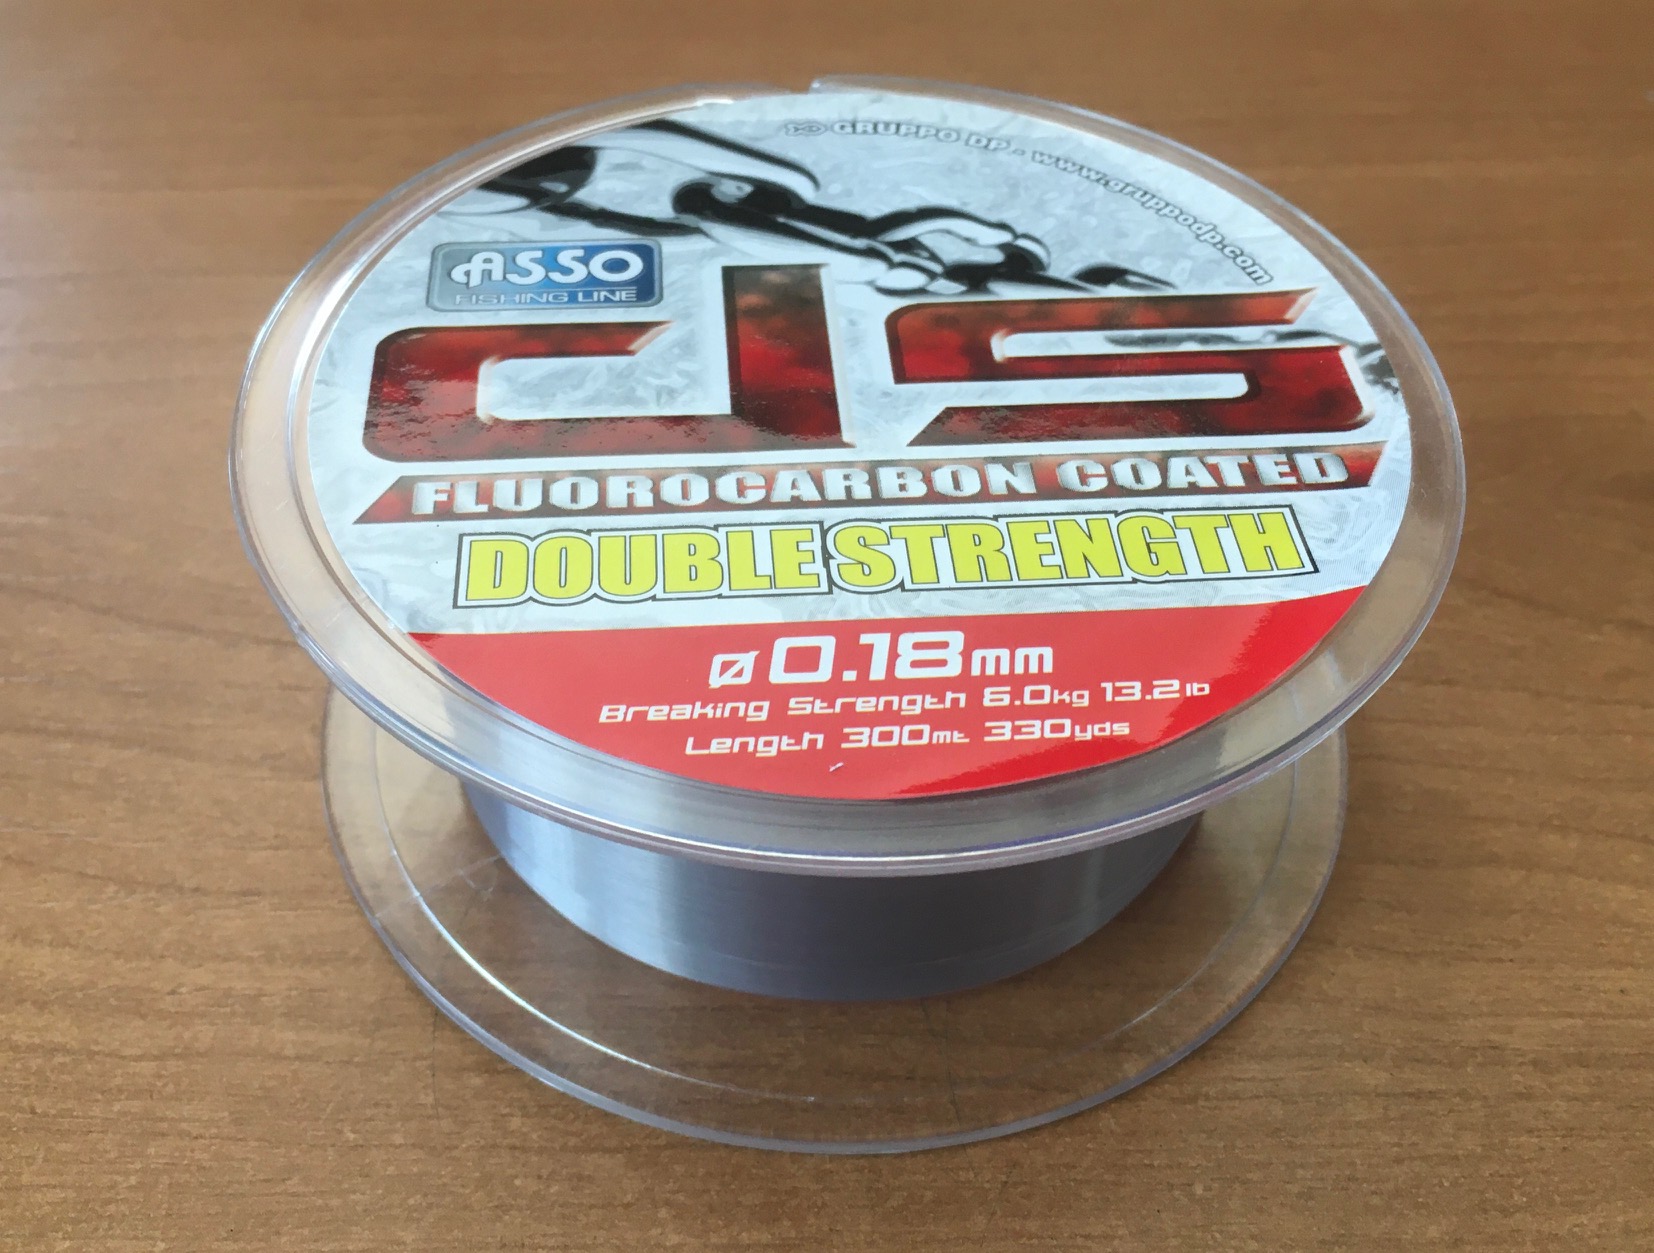 GRUPPO DP - www.gruppodp.com
ASSO
FISHING LINE
ds
FLUOROCARBON COATED
DOUBLE STRENGTH
ø 0.18mm
Breaking Strength 6.0kg 13.2lb
Length 300mt 330yds